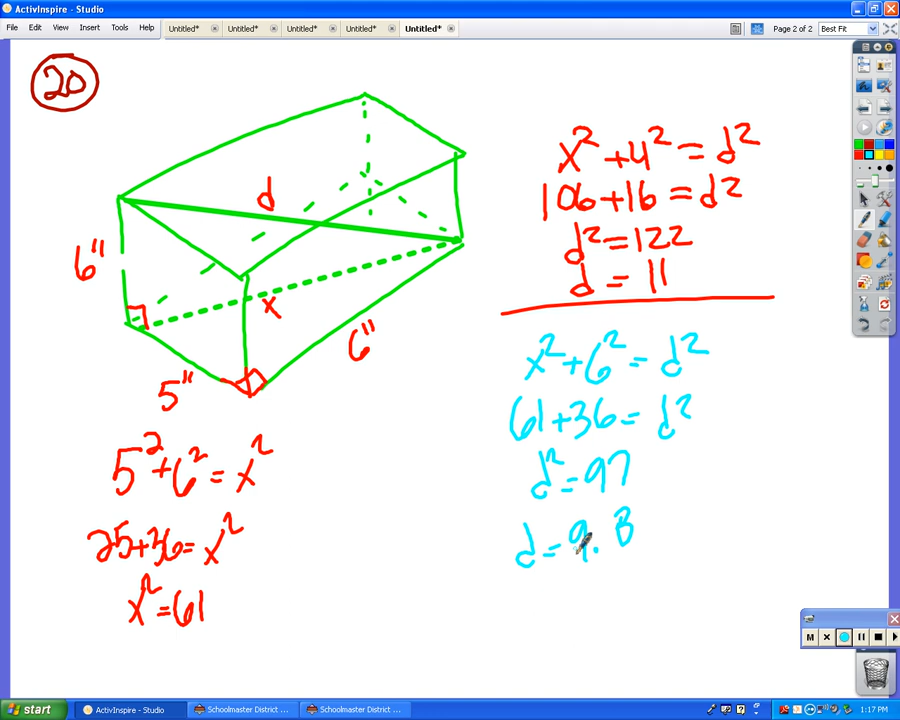 ActivInspire - Studio
File Edit View Insert Tools Help
Untitled* Untitled* Untitled* Untitled* Untitled*
Page 2 of 2 Best Fit
20
d
6"
x
6"
5"
5² + 6² = x²
25 + 36 = x²
x² = 61
x² + 4² = d²
106 + 16 = d²
d² = 122
d = 11
x² + 6² = d²
61 + 36 = d²
d² = 97
d = 9.8
M
start
ActivInspire - Studio
Schoolmaster District ...
Schoolmaster District ...
1:17 PM